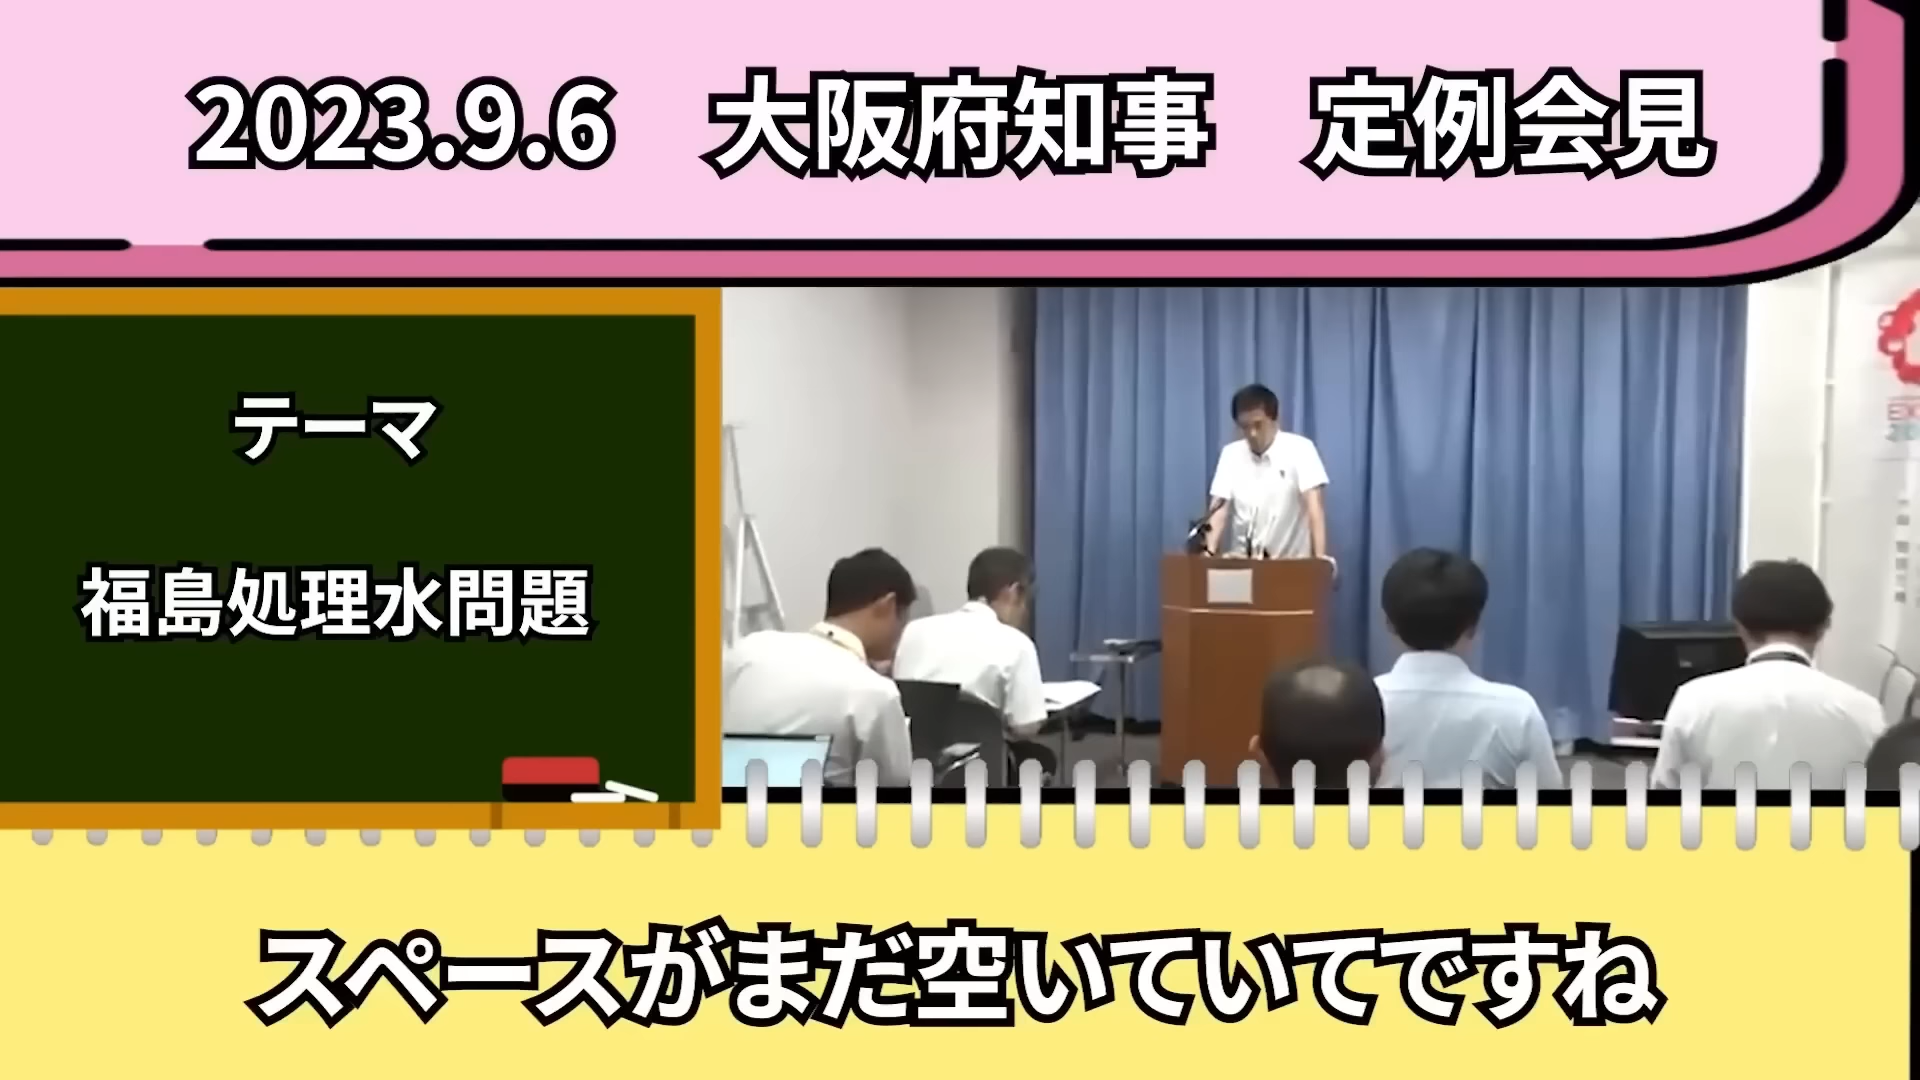 2023.9.6　大阪府知事　定例会見
テーマ
福島処理水問題
スペースがまだ空いていてですね